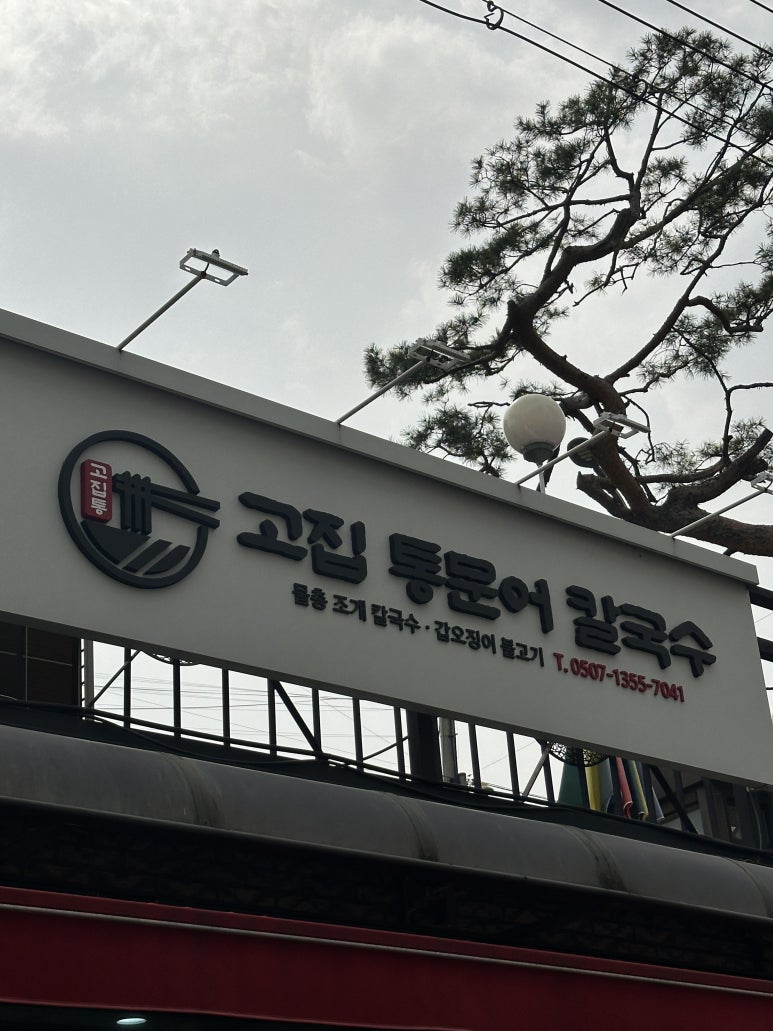 고집통
고집 통문어 칼국수
물총 조개 칼국수 · 갑오징어 불고기 T. 0507-1355-7041